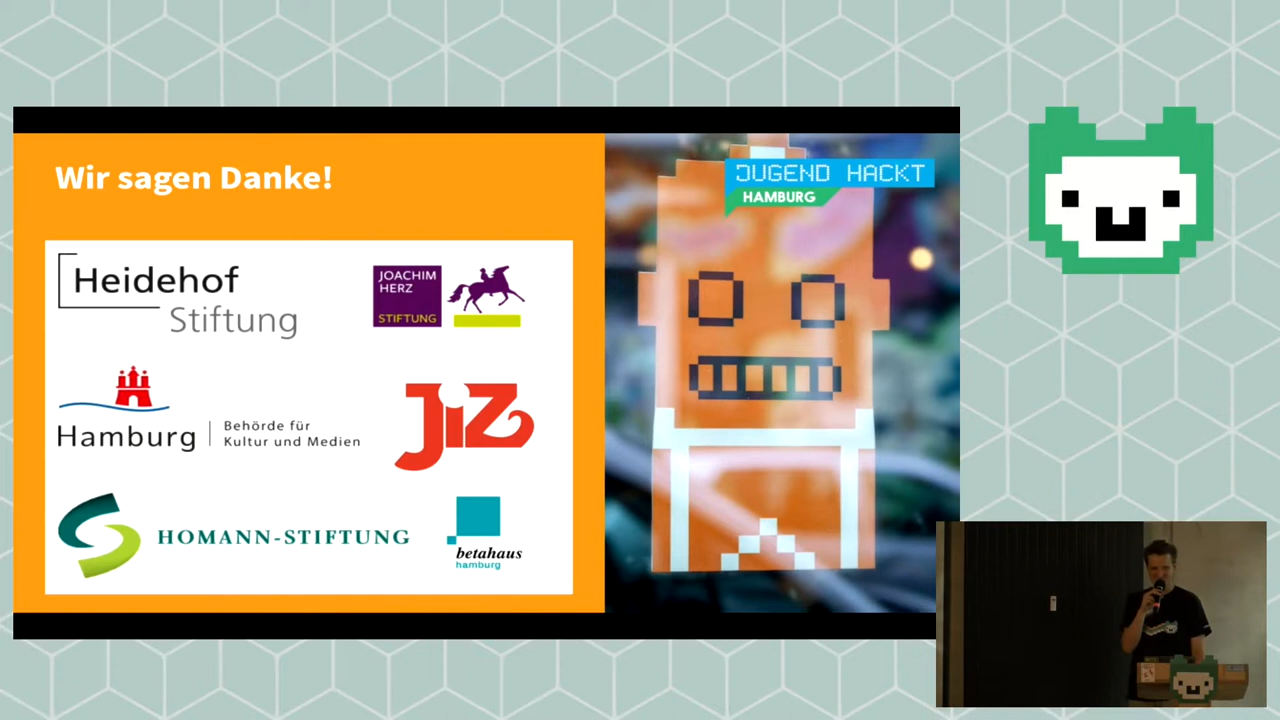 Wir sagen Danke!
JUGEND HACKT
HAMBURG
Heidehof
Stiftung
JOACHIM
HERZ
STIFTUNG
Hamburg
Behörde für
Kultur und Medien
JIZ
HOMANN-STIFTUNG
betahaus
hamburg